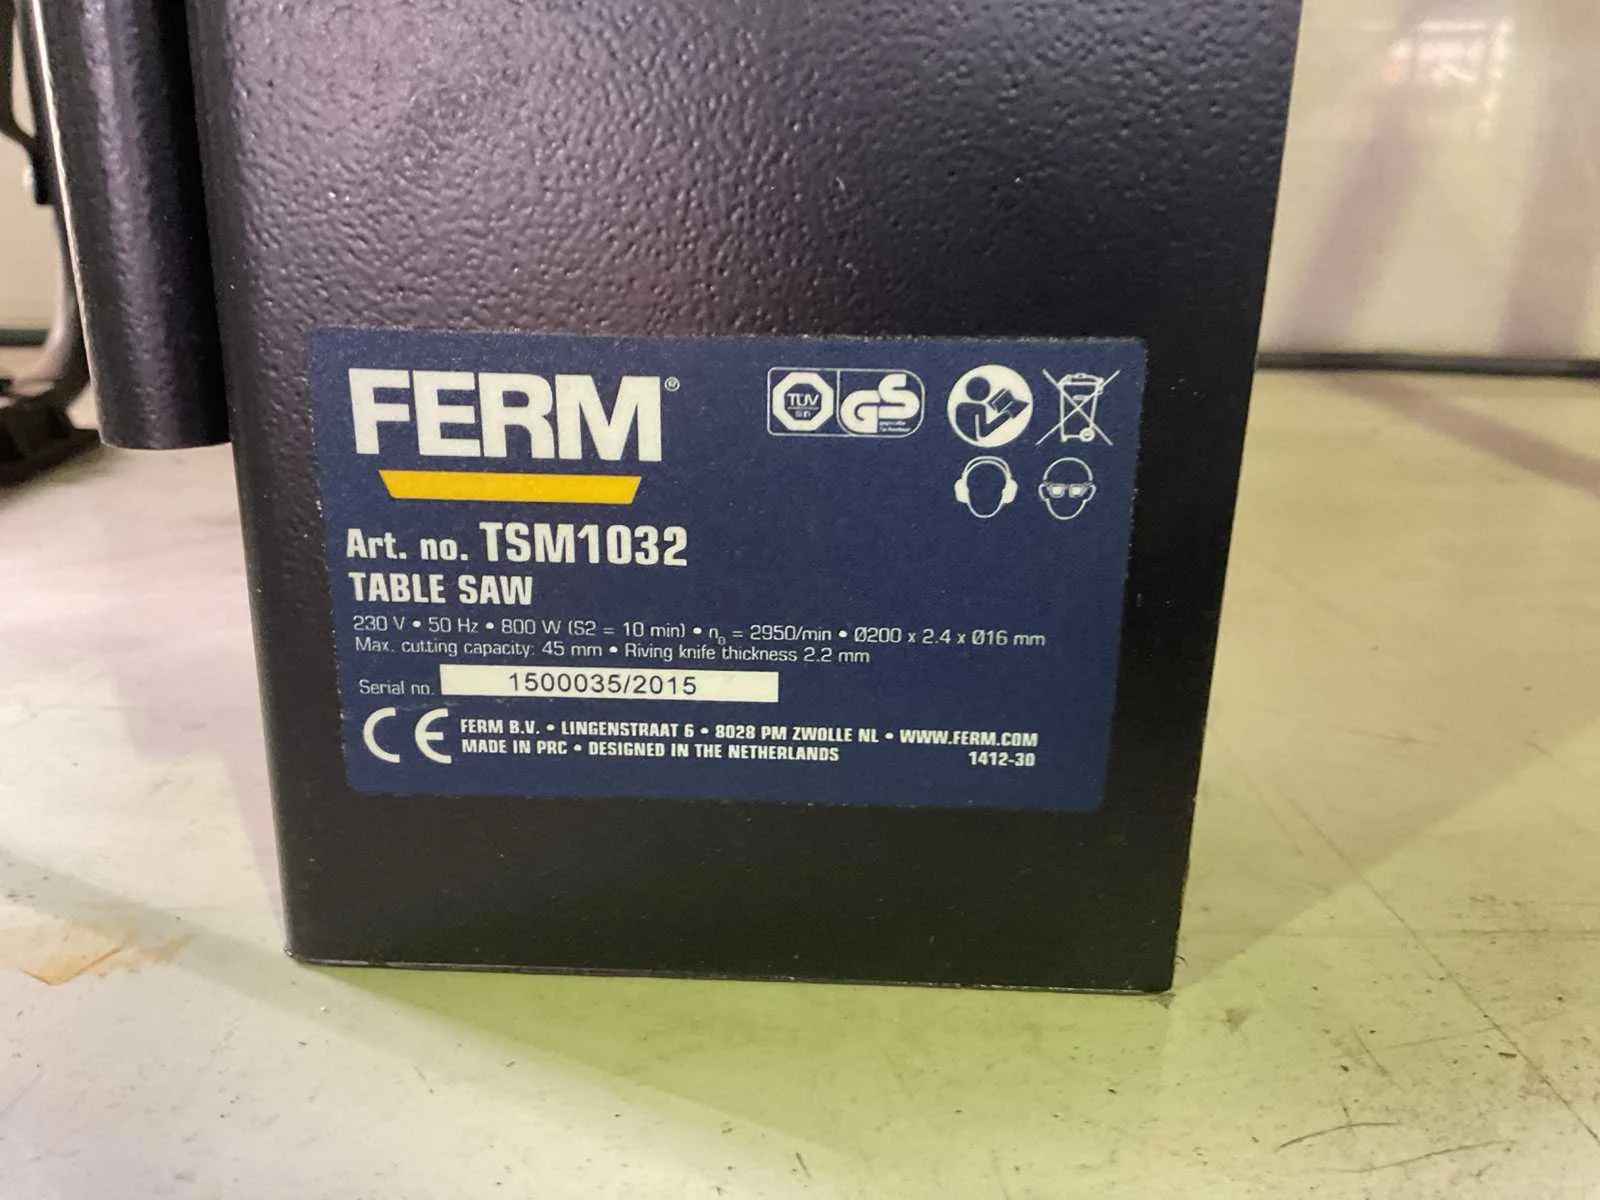 FERM®
TÜV
GS
Art. no. TSM1032
TABLE SAW
230 V • 50 Hz • 800 W (S2 = 10 min) • n₀ = 2950/min • Ø200 x 2.4 x Ø16 mm
Max. cutting capacity: 45 mm • Riving knife thickness 2.2 mm
Serial no. 1500035/2015
CE FERM B.V. • LINGENSTRAAT 6 • 8028 PM ZWOLLE NL • WWW.FERM.COM
MADE IN PRC • DESIGNED IN THE NETHERLANDS 1412-30